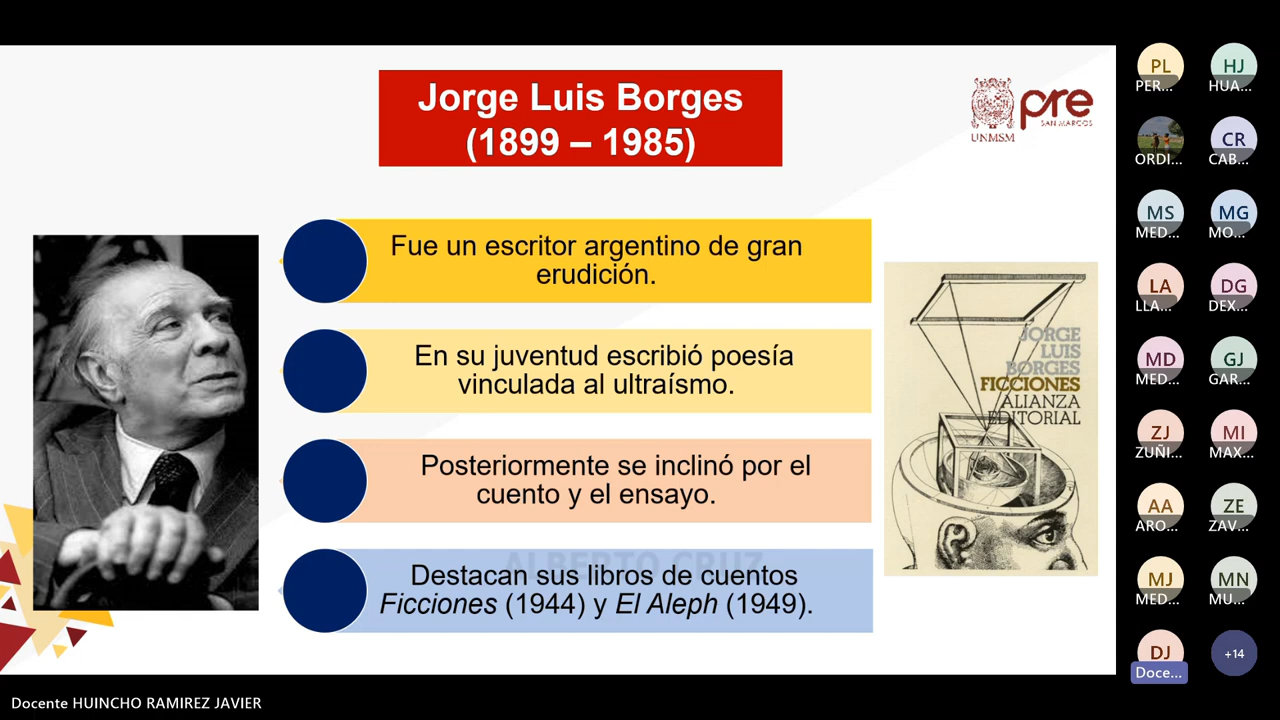 Jorge Luis Borges
(1899 – 1985)
UNMSM
pre
SAN MARCOS
Fue un escritor argentino de gran
erudición.
En su juventud escribió poesía
vinculada al ultraísmo.
Posteriormente se inclinó por el
cuento y el ensayo.
ALBERTO CRUZ
Destacan sus libros de cuentos
Ficciones (1944) y El Aleph (1949).
JORGE
LUIS
BORGES
FICCIONES
ALIANZA
EDITORIAL
PL
HJ
PER...
HUA...
CR
ORDI...
CAB...
MS
MG
MED...
MO...
LA
DG
LLA...
DEX...
MD
GJ
MED...
GAR...
ZJ
MI
ZUÑI...
MAX...
AA
ZE
ARO...
ZAV...
MJ
MN
MED...
MU...
DJ
+14
Doce...
Docente HUINCHO RAMIREZ JAVIER